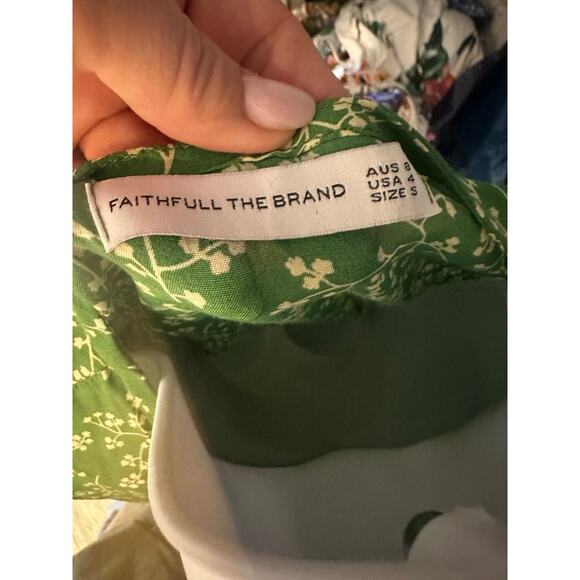 FAITHFULL THE BRAND
AUS 8
USA 4
SIZE S